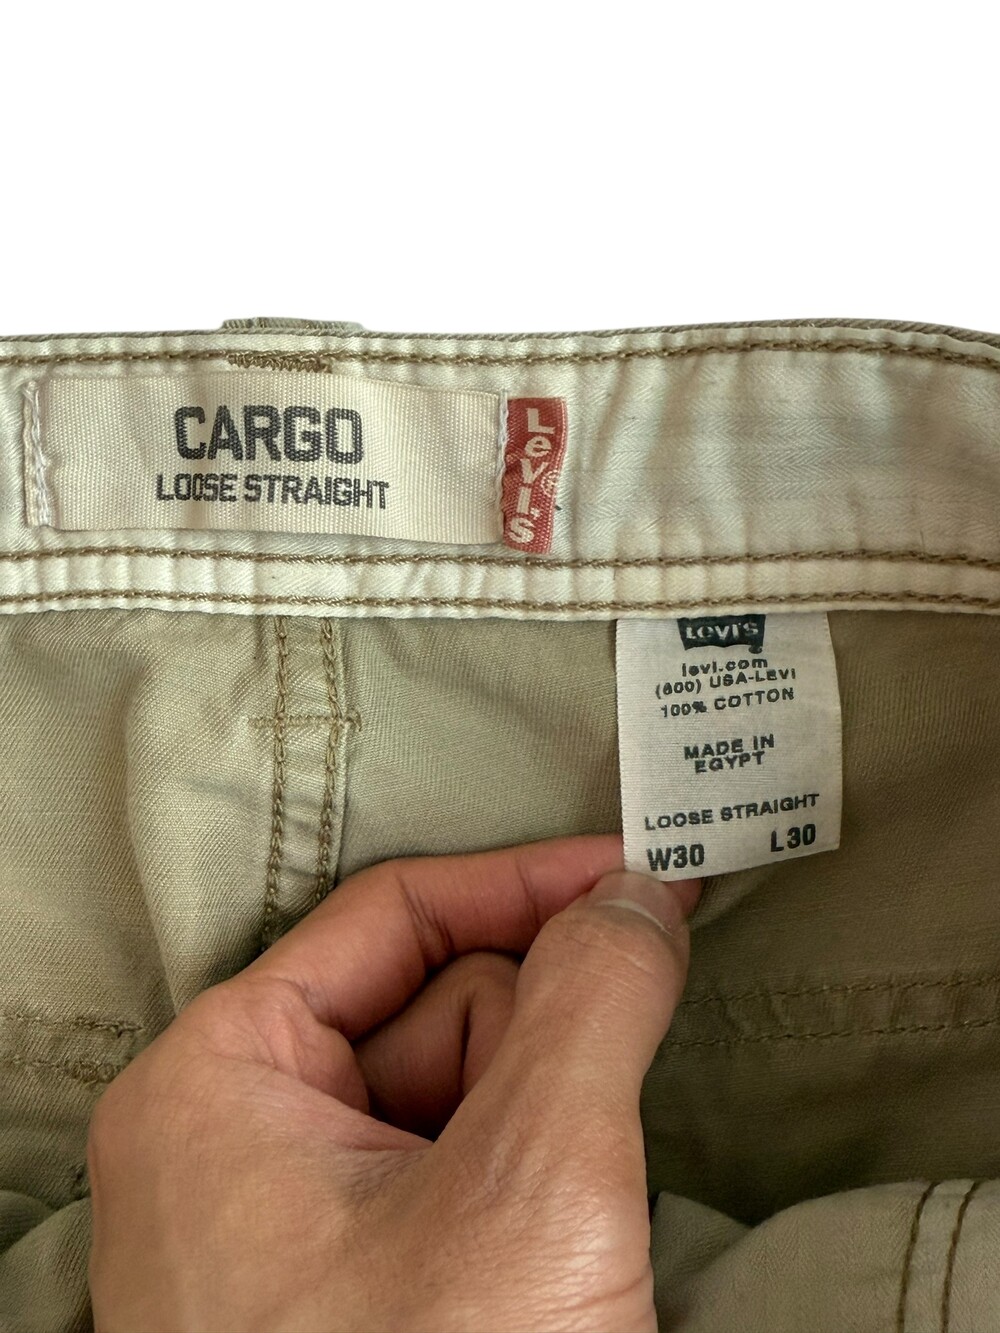 CARGO
LOOSE STRAIGHT
Levi's®
Levi's
levi.com
(800) USA-LEVI
100% COTTON
MADE IN
EGYPT
LOOSE STRAIGHT
W30 L30